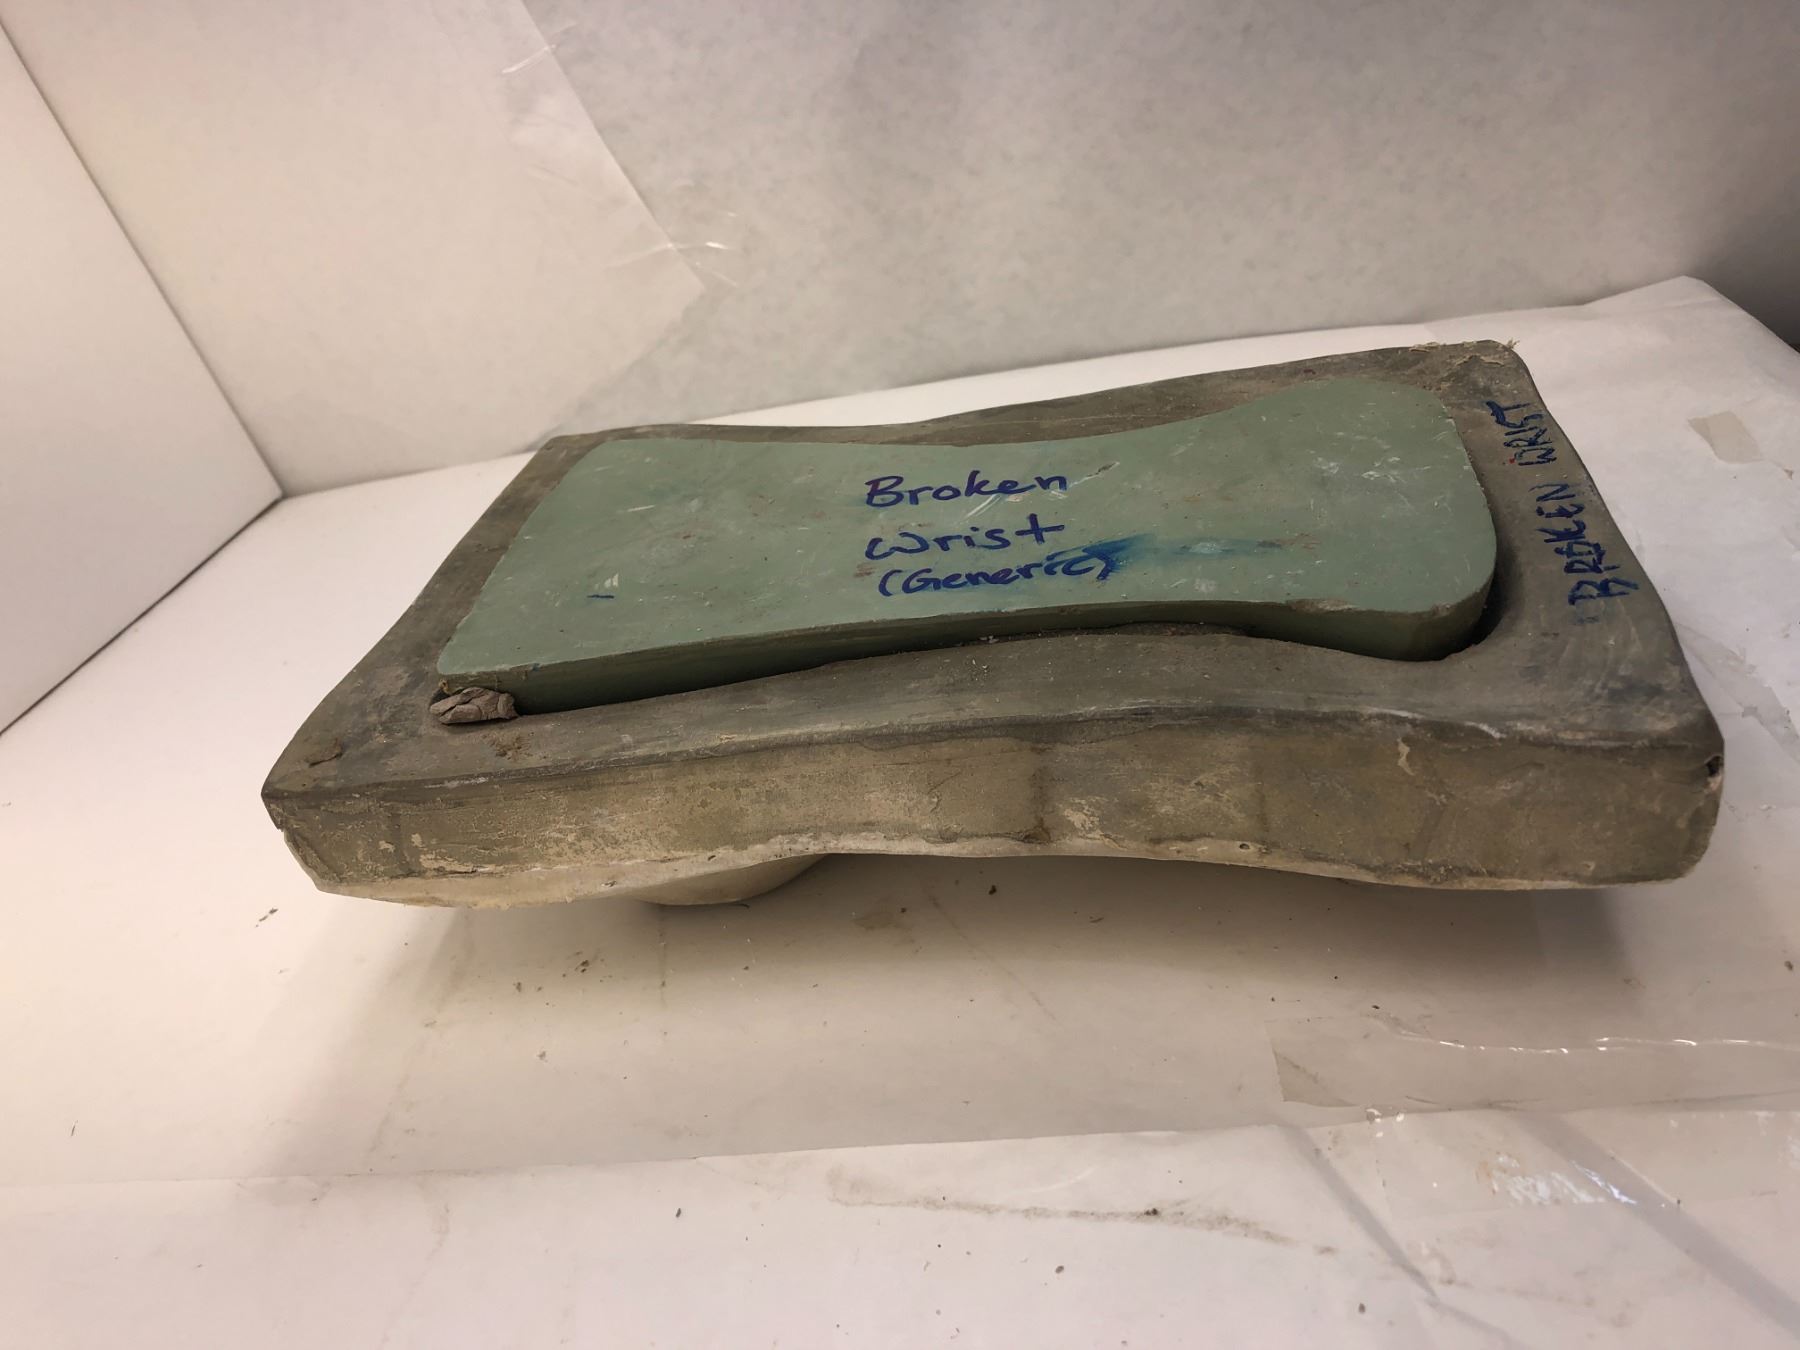 Broken
Wrist
(Generic)
BROKEN WRIST